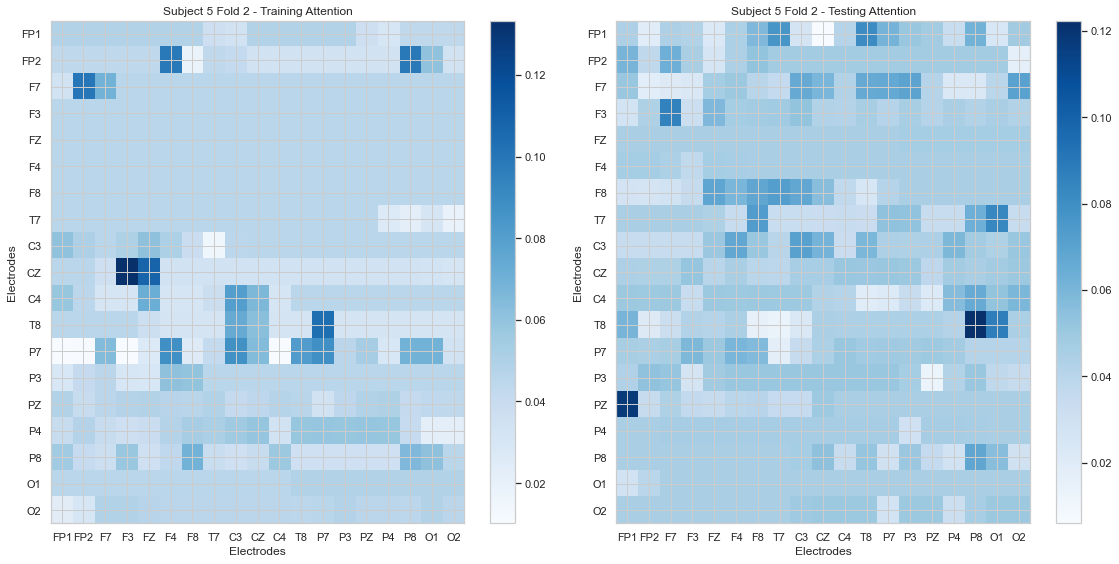 Subject 5 Fold 2 - Training Attention
FP1
FP2
F7
F3
FZ
F4
F8
T7
C3
CZ
C4
T8
P7
P3
PZ
P4
P8
O1
O2
Electrodes
FP1 FP2 F7 F3 FZ F4 F8 T7 C3 CZ T8 P7 P3 PZ P4 P8 O1 O2
Electrodes
0.12
0.10
0.08
0.06
0.04
0.02
Subject 5 Fold 2 - Testing Attention
FP1
FP2
F7
F3
FZ
F4
F8
T7
C3
CZ
C4
T8
P7
P3
PZ
P4
P8
O1
O2
Electrodes
FP1 FP2 F7 F3 FZ F4 F8 T7 C3 CZ C4 T8 P7 P3 PZ P4 P8 O1 O2
Electrodes
0.12
0.10
0.08
0.06
0.04
0.02